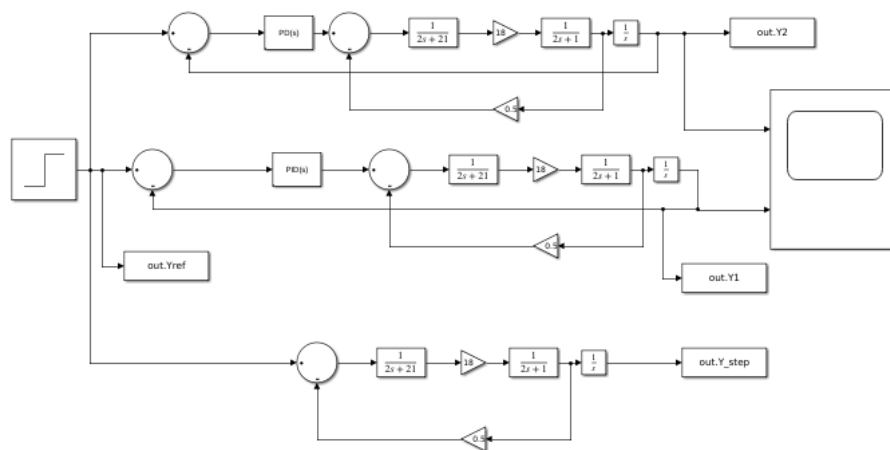 PD(s)
1
2s + 21
18
1
2s + 1
1
s
out.Y2
0.5
PID(s)
1
2s + 21
18
1
2s + 1
1
s
0.5
out.Yref
out.Y1
1
2s + 21
18
1
2s + 1
1
s
out.Y_step
0.5